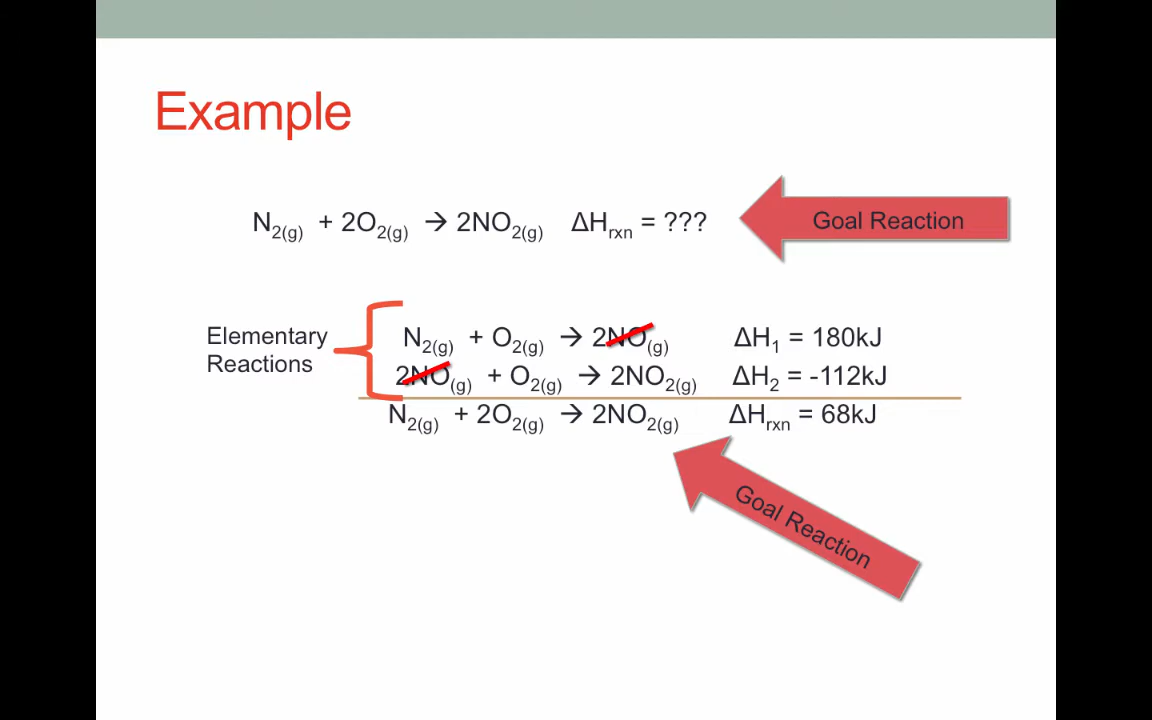 Example
N₂(g) + 2O₂(g) → 2NO₂(g) ΔHrxn = ???
Goal Reaction
Elementary
Reactions
N₂(g) + O₂(g) → 2NO(g) ΔH₁ = 180kJ
2NO(g) + O₂(g) → 2NO₂(g) ΔH₂ = -112kJ
N₂(g) + 2O₂(g) → 2NO₂(g) ΔHrxn = 68kJ
Goal Reaction